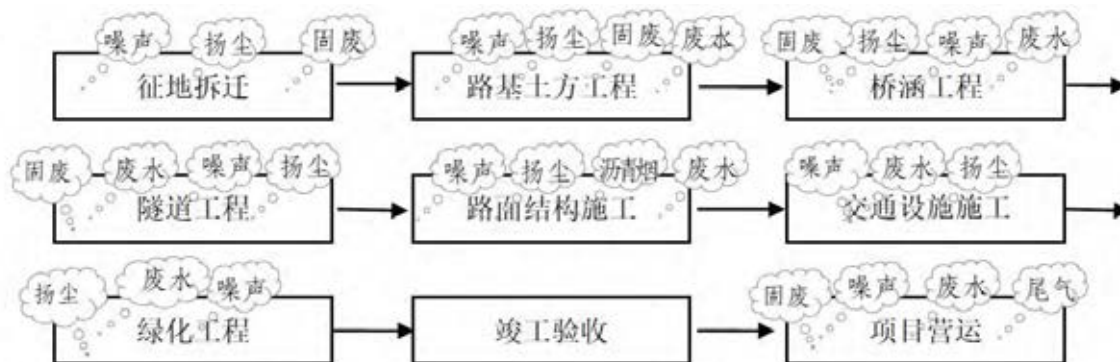 噪声 扬尘 固废 噪声 扬尘 固废 废水 固废 扬尘 噪声 废水
征地拆迁 路基土方工程 桥涵工程
固废 废水 噪声 扬尘 噪声 扬尘 沥青烟 废水 噪声 废水 扬尘
隧道工程 路面结构施工 交通设施施工
扬尘 废水 噪声 固废 噪声 废水 尾气
绿化工程 竣工验收 项目营运